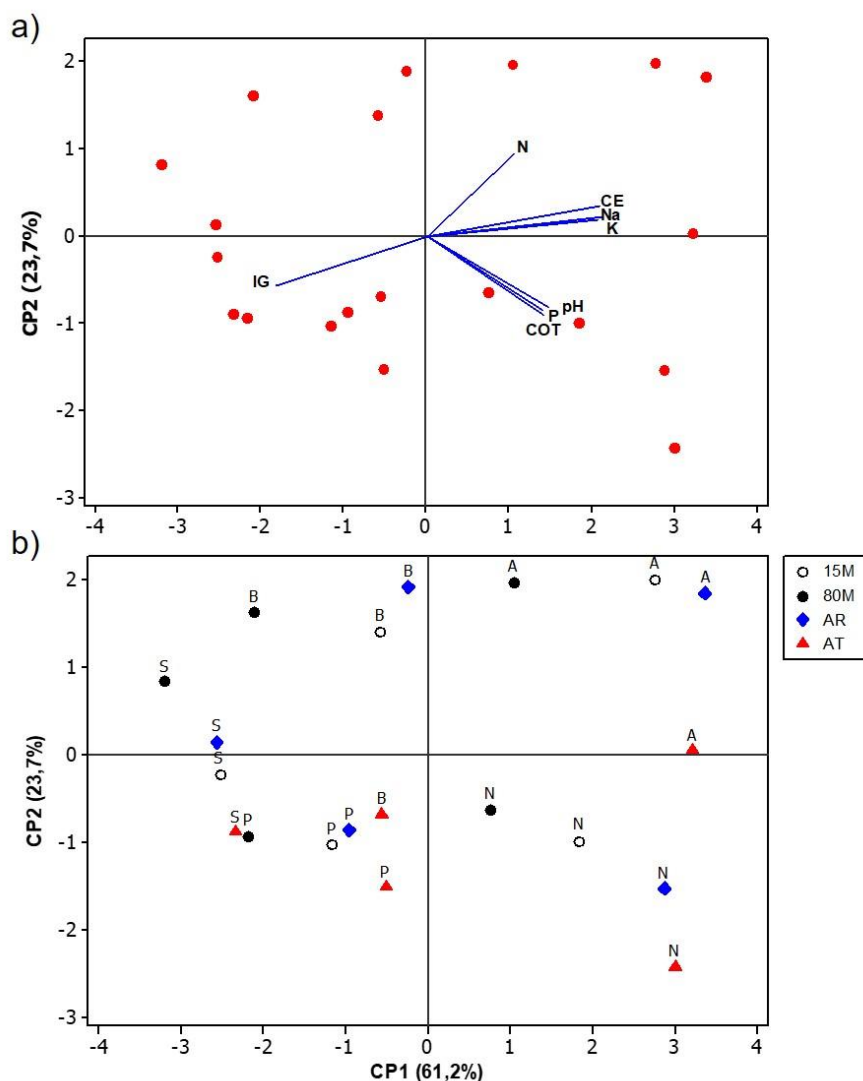 a)
2
1
0
-1
-2
-3
CP2 (23,7%)
N
CE
Na
K
IG
pH
P
COT
-4 -3 -2 -1 0 1 2 3 4
b)
2
1
0
-1
-2
-3
CP2 (23,7%)
B A A A
B B
S
S
S A
S P P P B N N
P N
N
-4 -3 -2 -1 0 1 2 3 4
CP1 (61,2%)
15M
80M
AR
AT